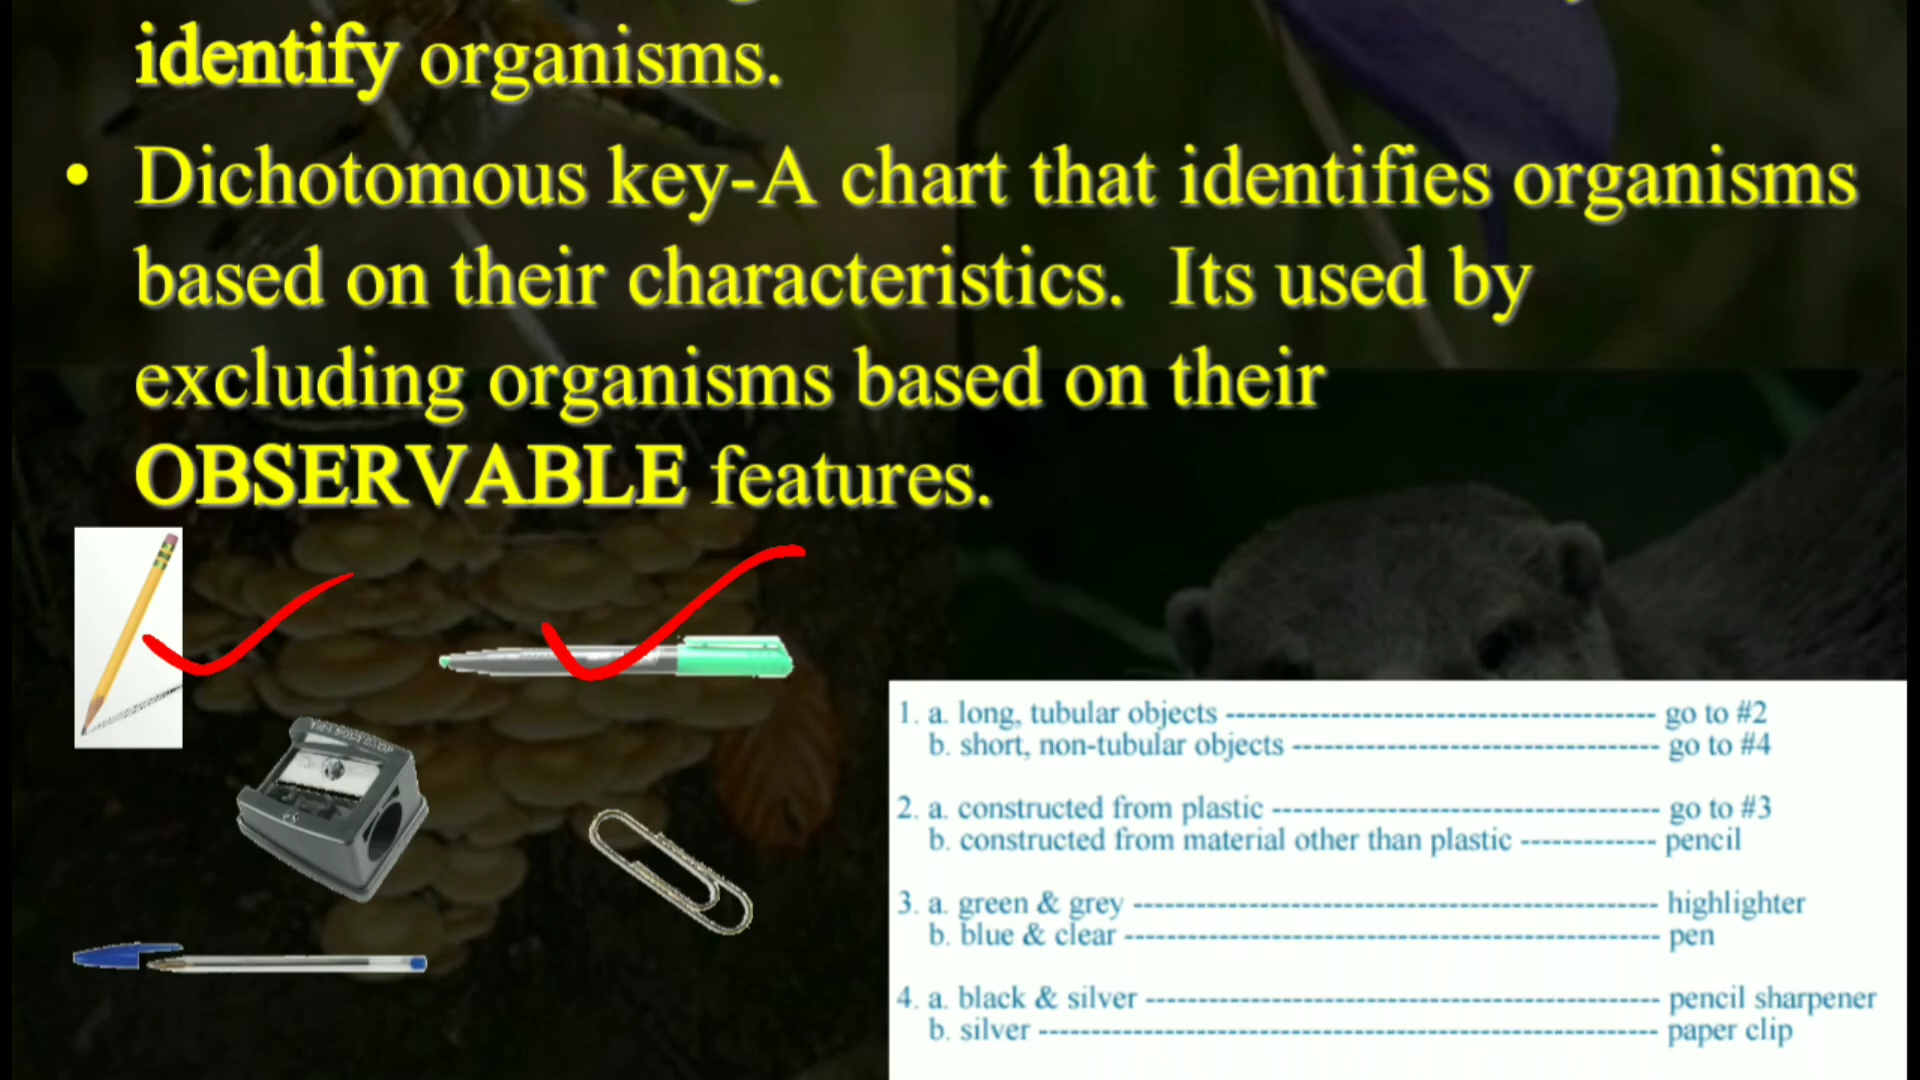 identify organisms.
• Dichotomous key-A chart that identifies organisms
based on their characteristics. Its used by
excluding organisms based on their
OBSERVABLE features.
1. a. long, tubular objects ----------------------------------------- go to #2
b. short, non-tubular objects ----------------------------------- go to #4
2. a. constructed from plastic ------------------------------------- go to #3
b. constructed from material other than plastic ------------- pencil
3. a. green & grey -------------------------------------------------- highlighter
b. blue & clear --------------------------------------------------- pen
4. a. black & silver ------------------------------------------------- pencil sharpener
b. silver ----------------------------------------------------------- paper clip